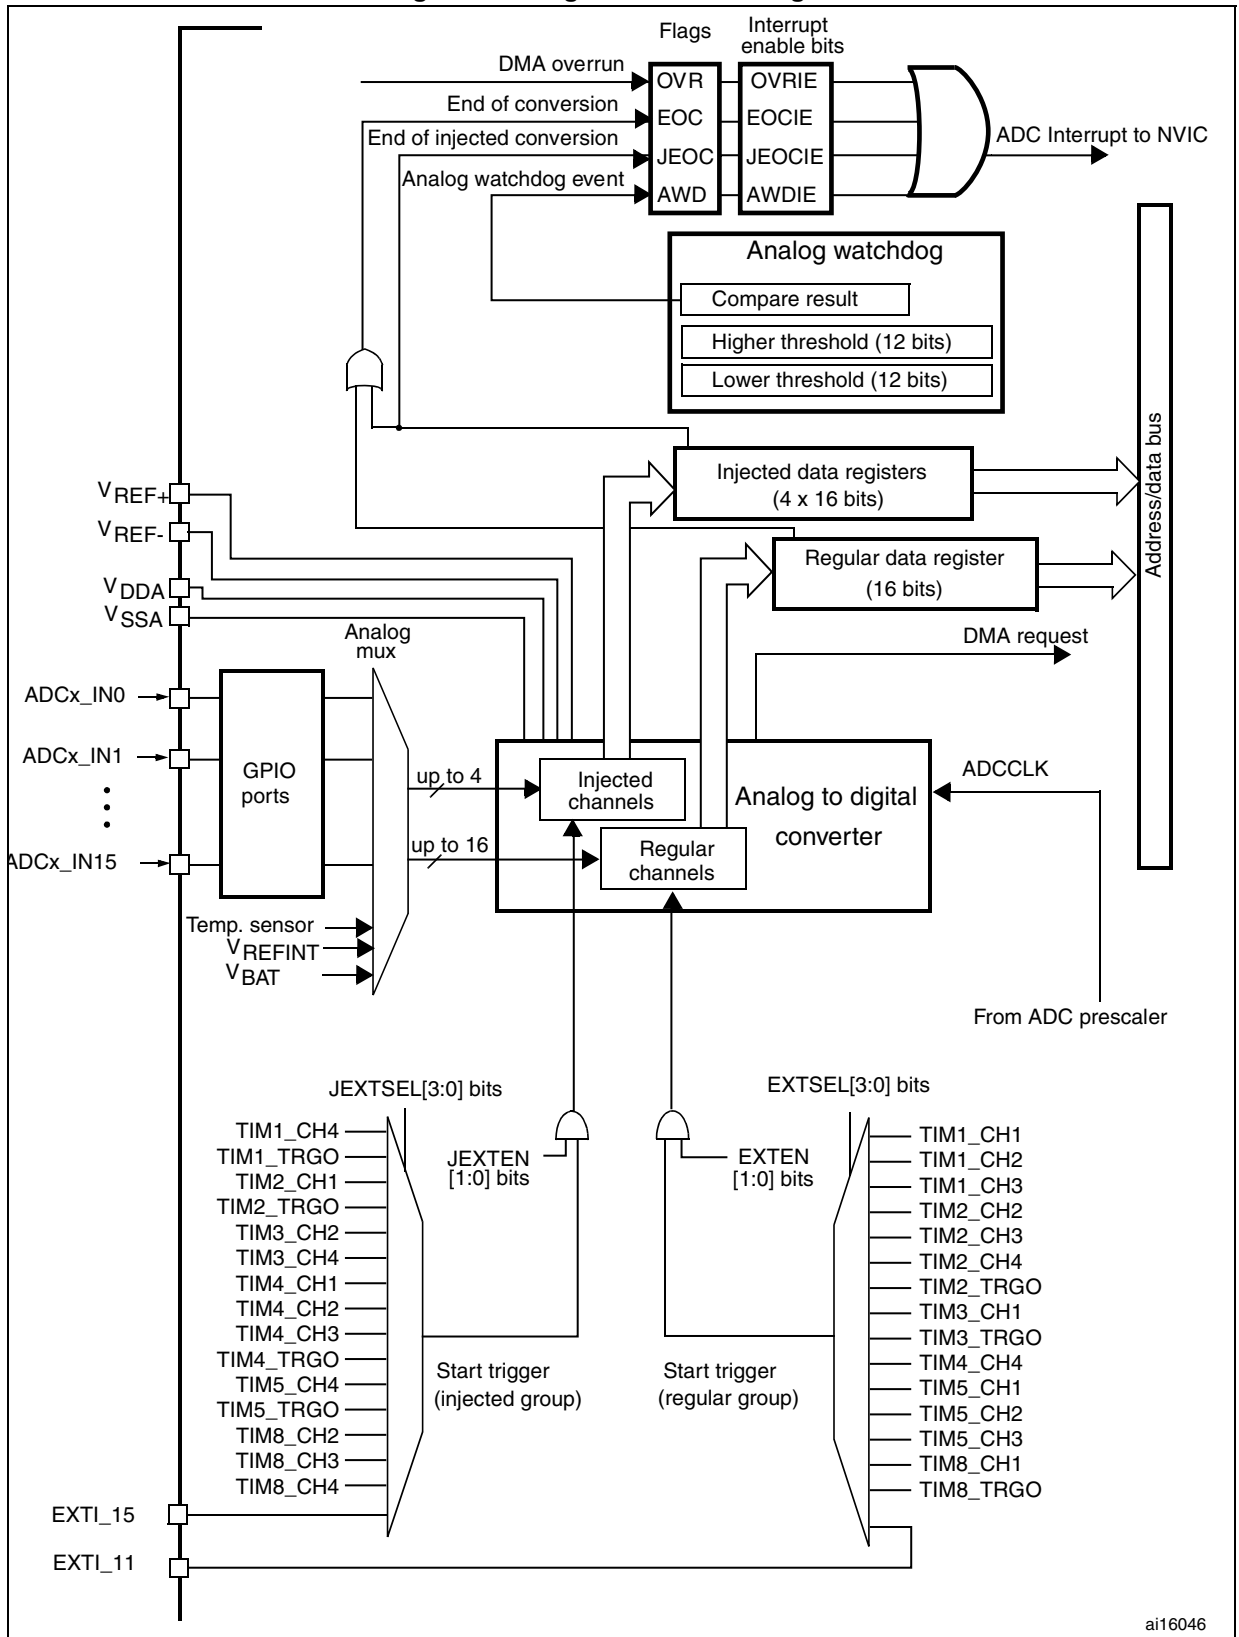 Flags
Interrupt
enable bits
DMA overrun
OVR
OVRIE
End of conversion
EOC
EOCIE
End of injected conversion
JEOC
JEOCIE
ADC Interrupt to NVIC
Analog watchdog event
AWD
AWDIE
Analog watchdog
Compare result
Higher threshold (12 bits)
Lower threshold (12 bits)
Address/data bus
Injected data registers
(4 x 16 bits)
VREF+
VREF-
VDDA
VSSA
Regular data register
(16 bits)
DMA request
Analog
mux
ADCx_IN0
ADCx_IN1
ADCx_IN15
GPIO
ports
up to 4
up to 16
Injected
channels
Regular
channels
Analog to digital
converter
ADCCLK
Temp. sensor
VREFINT
VBAT
From ADC prescaler
JEXTSEL[3:0] bits
EXTSEL[3:0] bits
TIM1_CH4
TIM1_TRGO
TIM2_CH1
TIM2_TRGO
TIM3_CH2
TIM3_CH4
TIM4_CH1
TIM4_CH2
TIM4_CH3
TIM4_TRGO
TIM5_CH4
TIM5_TRGO
TIM8_CH2
TIM8_CH3
TIM8_CH4
JEXTEN
[1:0] bits
EXTEN
[1:0] bits
Start trigger
(injected group)
Start trigger
(regular group)
TIM1_CH1
TIM1_CH2
TIM1_CH3
TIM2_CH2
TIM2_CH3
TIM2_CH4
TIM2_TRGO
TIM3_CH1
TIM3_TRGO
TIM4_CH4
TIM5_CH1
TIM5_CH2
TIM5_CH3
TIM8_CH1
TIM8_TRGO
EXTI_15
EXTI_11
ai16046